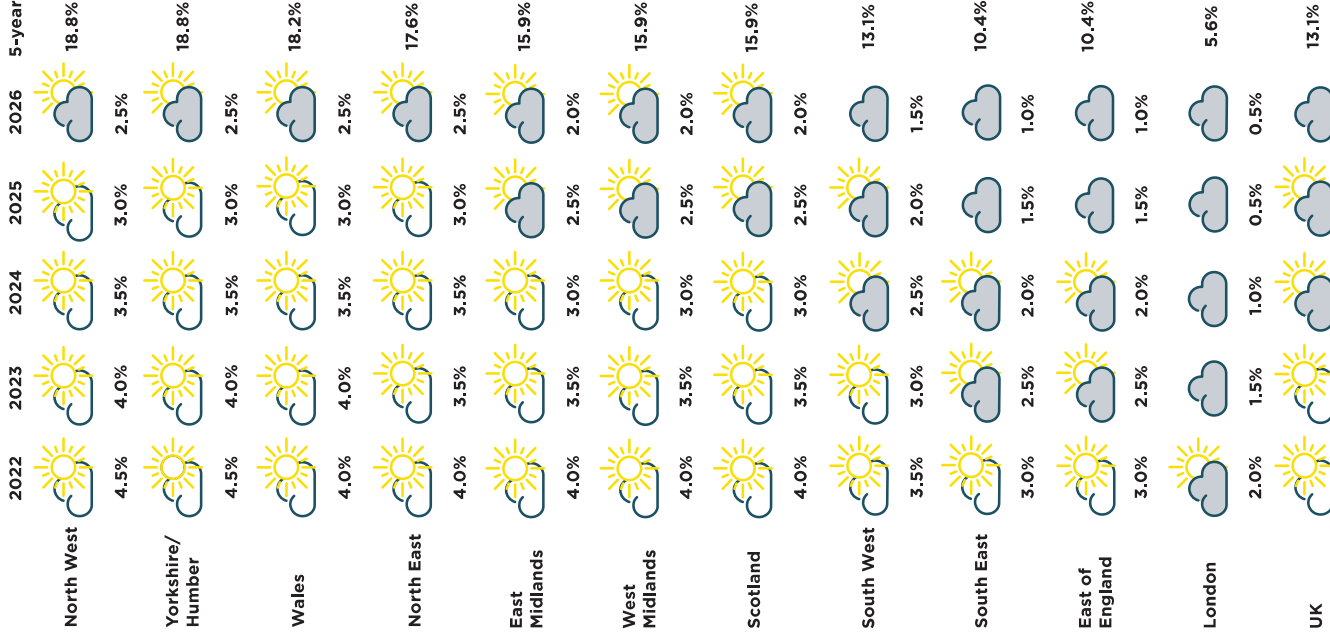 2022 2023 2024 2025 2026 5-year
North West 18.8%
4.5% 4.0% 3.5% 3.0% 2.5%
Yorkshire/
Humber 18.8%
4.5% 4.0% 3.5% 3.0% 2.5%
Wales 18.2%
4.0% 4.0% 3.5% 3.0% 2.5%
North East 17.6%
4.0% 3.5% 3.5% 3.0% 2.5%
East
Midlands 15.9%
4.0% 3.5% 3.0% 2.5% 2.0%
West
Midlands 15.9%
4.0% 3.5% 3.0% 2.5% 2.0%
Scotland 15.9%
4.0% 3.5% 3.0% 2.5% 2.0%
South West 13.1%
3.5% 3.0% 2.5% 2.0% 1.5%
South East 10.4%
3.0% 2.5% 2.0% 1.5% 1.0%
East of
England 10.4%
3.0% 2.5% 2.0% 1.5% 1.0%
London 5.6%
2.0% 1.5% 1.0% 0.5% 0.5%
UK 13.1%